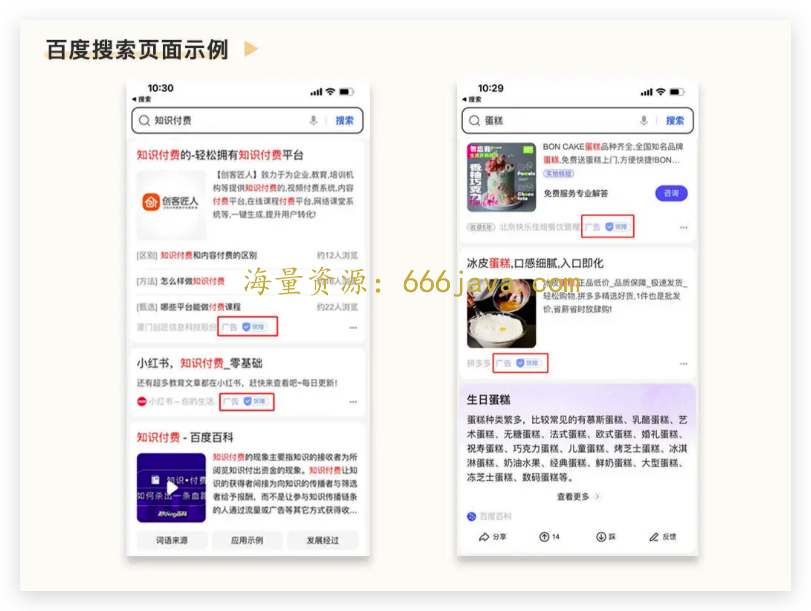 百度搜索页面示例
10:30
搜索
知识付费
搜索
知识付费的-轻松拥有知识付费平台
创客匠人
【创客匠人】致力于为企业,教育,培训机
构等提供知识付费的,视频付费系统,内容
付费平台,在线课程付费平台,网络课堂系
统等,一键生成,提升用户转化!
[区别] 知识付费和内容付费的区别
约12人浏览
[方法] 怎么样做知识付费
[甄选] 哪些平台能做付费课程
约22人浏览
厦门创匠信息科技股份
广告
保障
小红书，知识付费_零基础
还有超多教育文章都在小红书，赶快来查看吧~每日更新!
小红书 – 你的生活
广告
保障
知识付费 - 百度百科
知识·付费
如何杀出一条血路
秒懂百科
知识付费的现象主要指知识的接收者为所
阅览知识付出资金的现象。知识付费让知
识的获得者间接为向知识的传播者与筛选
者给予报酬，而不是让参与知识传播链条
的人通过流量或广告等其它方式获得收...
词语来源
应用示例
发展经过
10:29
搜索
蛋糕
搜索
BON CAKE蛋糕品种齐全,全国知名品牌
蛋糕,免费送蛋糕上门,方便快捷!BON...
实地核验
免费服务专业解答
咨询
北京快乐佳煊餐饮管理
广告
保障
冰皮蛋糕,口感细腻,入口即化
冰皮蛋糕正品低价_品质保障_极速发货_
轻松购物.拼多多精选好货,1件也是批发
价,省薪省时放肆购!
拼多多
广告
保障
生日蛋糕
蛋糕种类繁多，比较常见的有慕斯蛋糕、乳酪蛋糕、艺
术蛋糕、无糖蛋糕、法式蛋糕、欧式蛋糕、婚礼蛋糕、
祝寿蛋糕、巧克力蛋糕、儿童蛋糕、烤芝士蛋糕、冰淇
淋蛋糕、奶油水果、经典蛋糕、鲜奶蛋糕、大型蛋糕、
冻芝士蛋糕、数码蛋糕等。
查看更多
百度百科
分享
14
踩
反馈
海量资源：666java.com